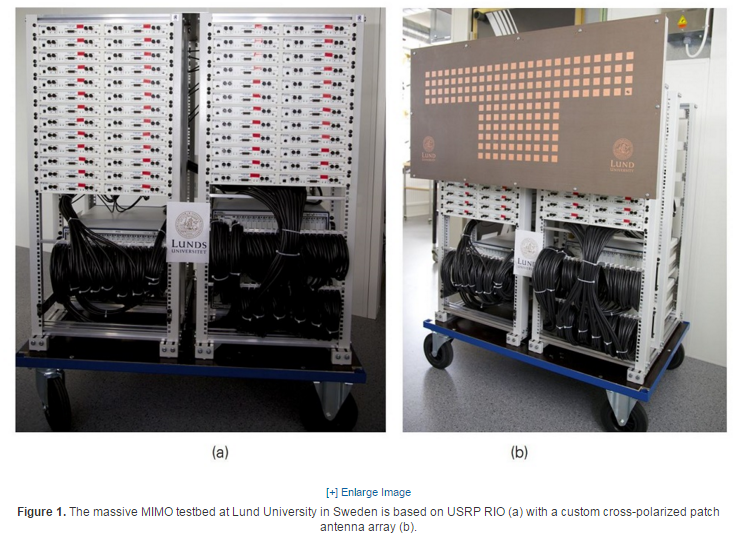 LUNDS
UNIVERSITET
LUND
UNIVERSITY
LUND
UNIVERSITY
LUNDS
(a)
(b)
[+] Enlarge Image
Figure 1. The massive MIMO testbed at Lund University in Sweden is based on USRP RIO (a) with a custom cross-polarized patch
antenna array (b).